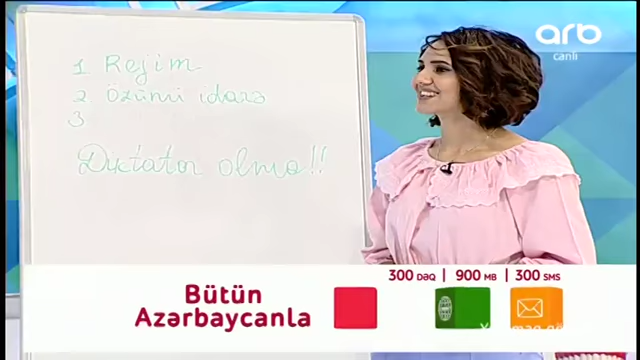 arb
canlı
1 Rejim
2 Özünü idarə
3
Diktator olma!!
300 DƏQ | 900 MB | 300 SMS
Bütün
Azərbaycanla